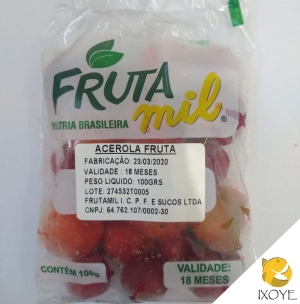 FRUTA
mil®
NUTRIA BRASILEIRA
ACEROLA FRUTA
FABRICAÇÃO: 23/03/2020
VALIDADE : 18 MESES
PESO LIQUIDO: 100GRS
LOTE: 274532T0005
FRUTAMIL I. C. P. F. E SUCOS LTDA
CNPJ: 64.762.107/0002-30
CONTÉM 100g
VALIDADE:
18 MESES
IXOYE